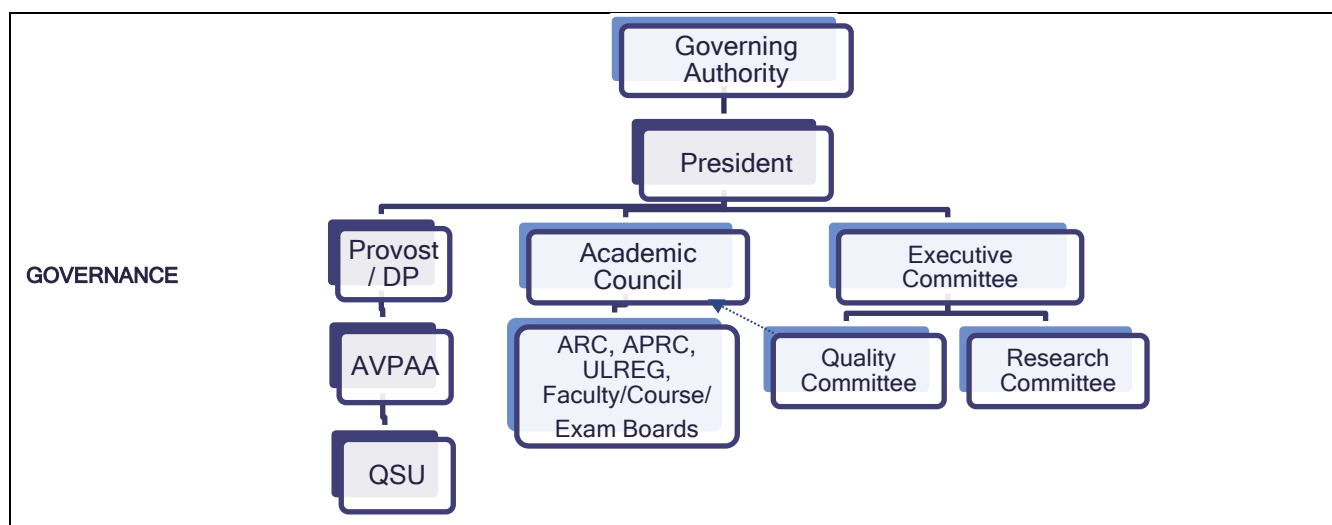 Governing
Authority
President
Provost
/ DP
Academic
Council
Executive
Committee
GOVERNANCE
AVPAA
ARC, APRC,
ULREG,
Faculty/Course/
Exam Boards
Quality
Committee
Research
Committee
QSU